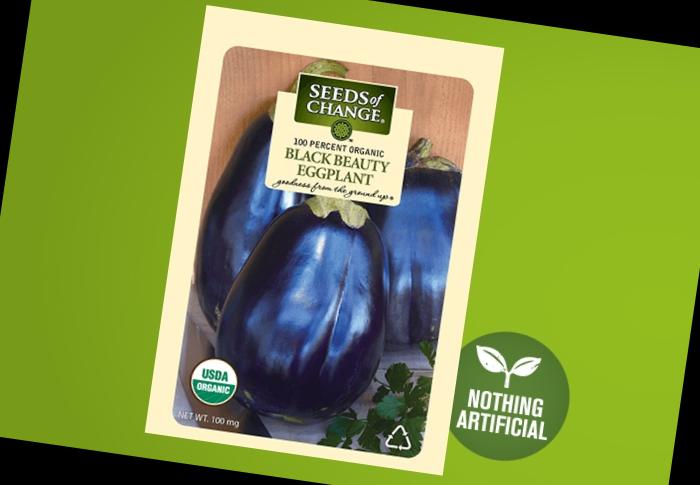 SEEDS of
CHANGE®
100 PERCENT ORGANIC
BLACK BEAUTY
EGGPLANT
goodness from the ground up®
USDA
ORGANIC
NET WT. 100 mg
NOTHING
ARTIFICIAL